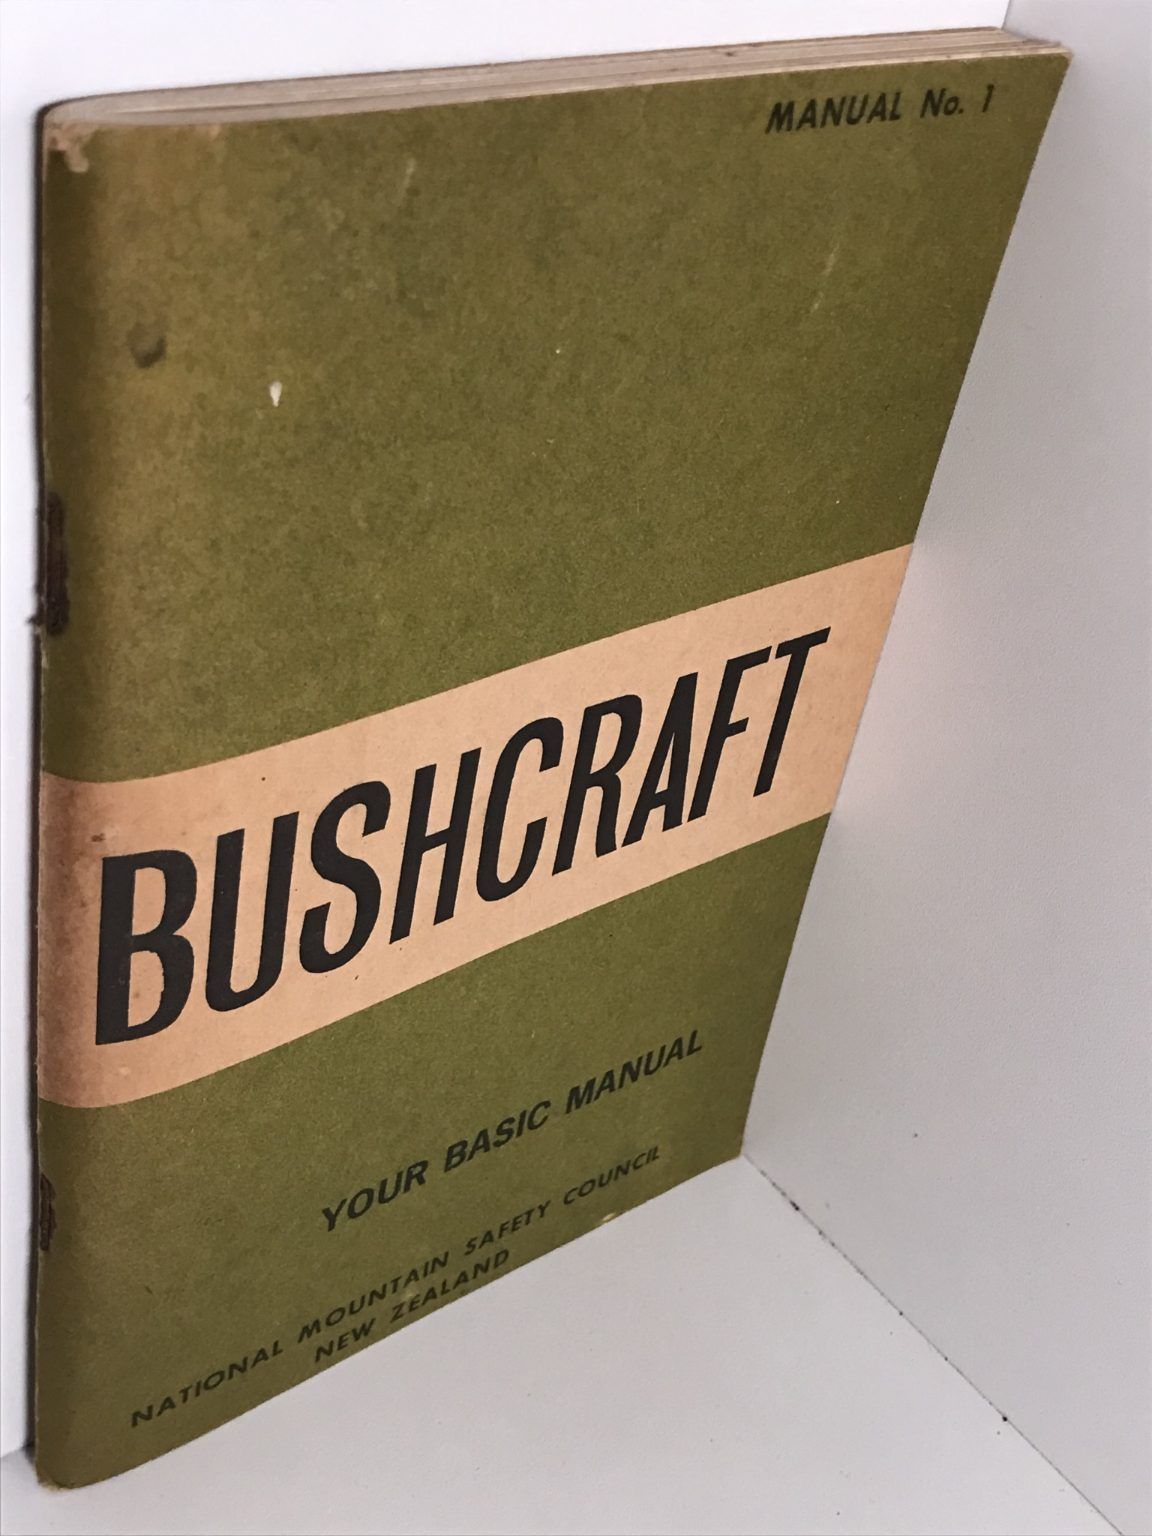 MANUAL No. 1
BUSHCRAFT
YOUR BASIC MANUAL
NATIONAL MOUNTAIN SAFETY COUNCIL
NEW ZEALAND